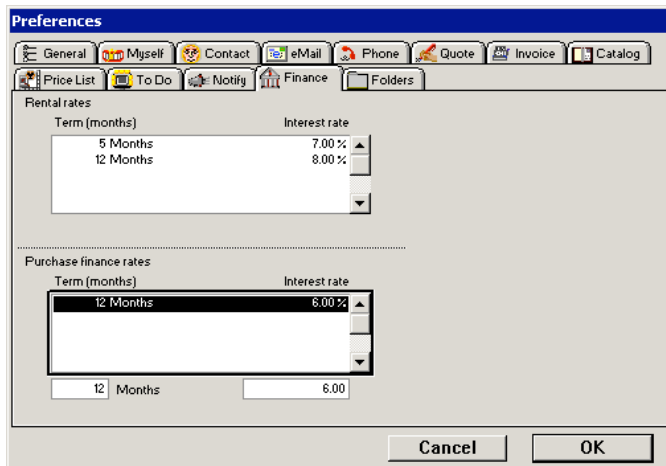 Preferences
General Myself Contact eMail Phone Quote Invoice Catalog
Price List To Do Notify Finance Folders
Rental rates
Term (months) Interest rate
5 Months 7.00 %
12 Months 8.00 %
Purchase finance rates
Term (months) Interest rate
12 Months 6.00 %
12 Months 6.00
Cancel OK